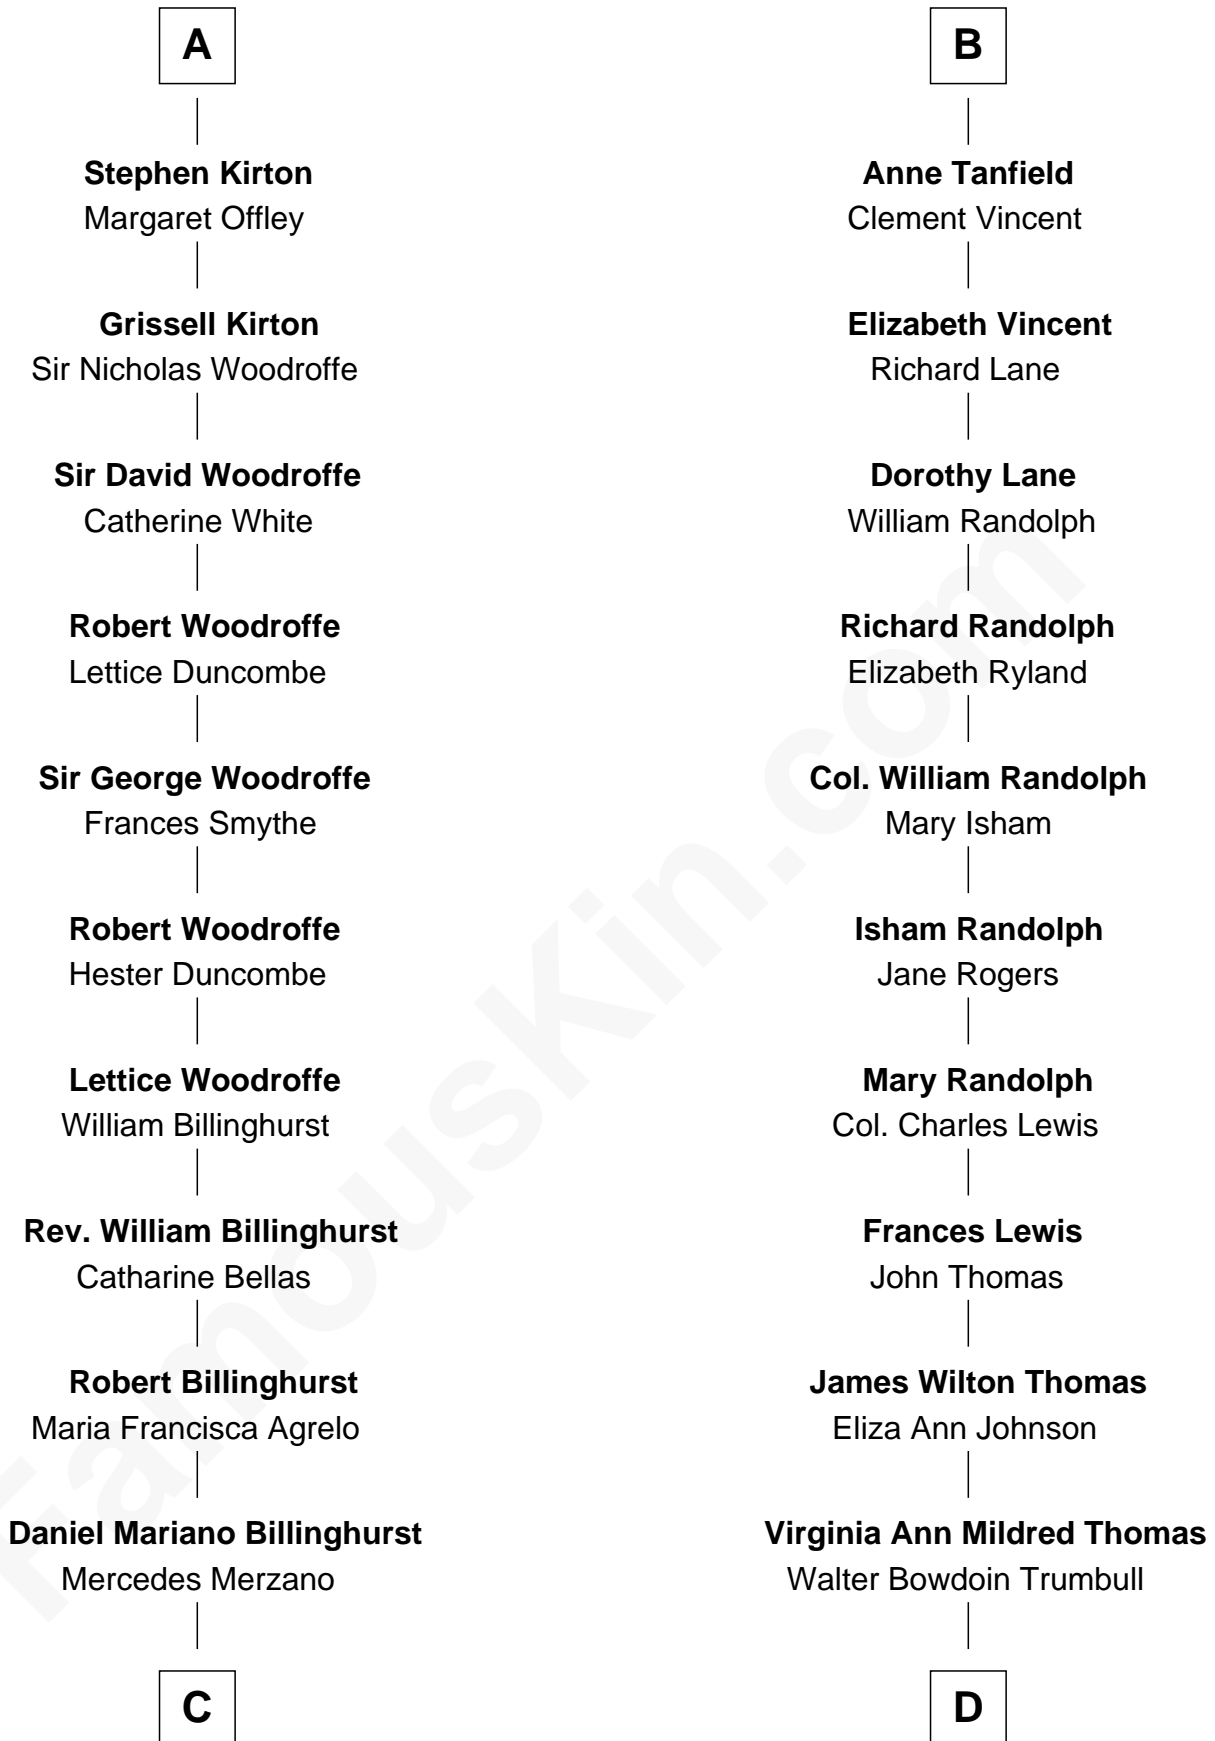 A
Stephen Kirton
Margaret Offley
Grissell Kirton
Sir Nicholas Woodroffe
Sir David Woodroffe
Catherine White
Robert Woodroffe
Lettice Duncombe
Sir George Woodroffe
Frances Smythe
Robert Woodroffe
Hester Duncombe
Lettice Woodroffe
William Billinghurst
Rev. William Billinghurst
Catharine Bellas
Robert Billinghurst
Maria Francisca Agrelo
Daniel Mariano Billinghurst
Mercedes Merzano
C
B
Anne Tanfield
Clement Vincent
Elizabeth Vincent
Richard Lane
Dorothy Lane
William Randolph
Richard Randolph
Elizabeth Ryland
Col. William Randolph
Mary Isham
Isham Randolph
Jane Rogers
Mary Randolph
Col. Charles Lewis
Frances Lewis
John Thomas
James Wilton Thomas
Eliza Ann Johnson
Virginia Ann Mildred Thomas
Walter Bowdoin Trumbull
D
FamousKin.com